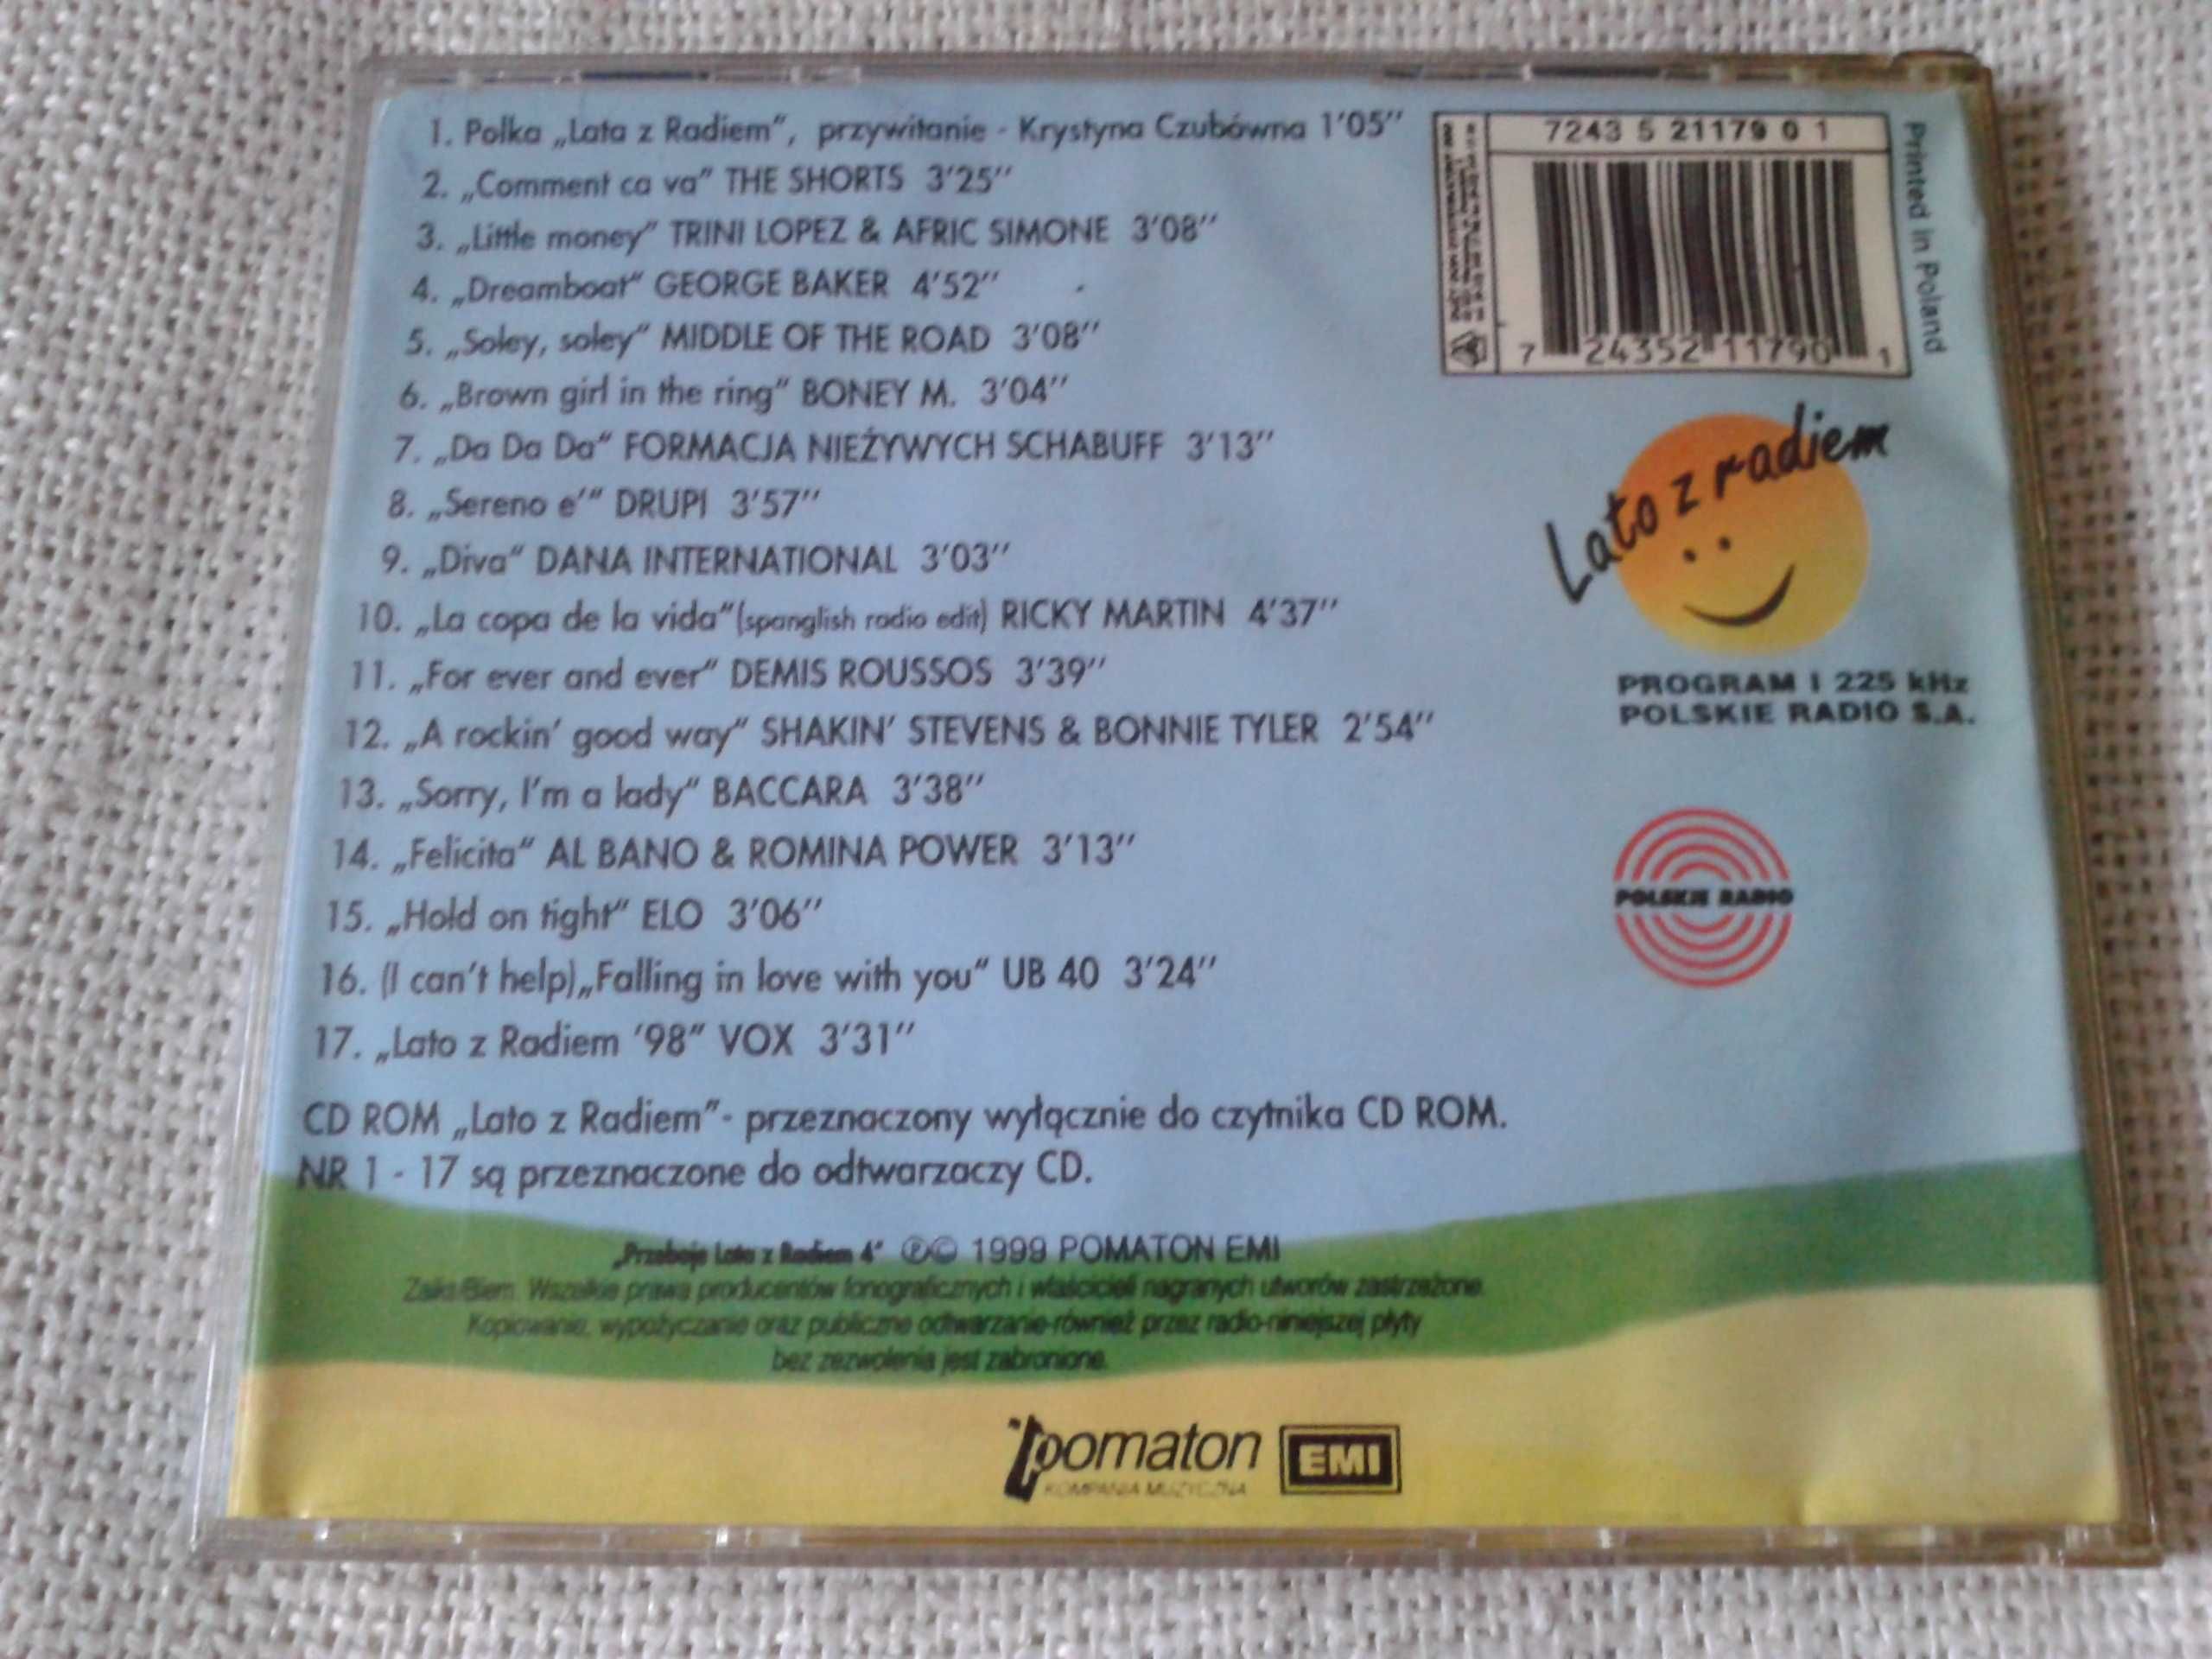 1. Polka „Lata z Radiem”, przywitanie - Krystyna Czubówna 1'05''
2. „Comment ca va” THE SHORTS 3'25''
3. „Little money” TRINI LOPEZ & AFRIC SIMONE 3'08''
4. „Dreamboat” GEORGE BAKER 4'52''
5. „Soley, soley” MIDDLE OF THE ROAD 3'08''
6. „Brown girl in the ring” BONEY M. 3'04''
7. „Da Da Da” FORMACJA NIEŻYWYCH SCHABUFF 3'13''
8. „Sereno e'” DRUPI 3'57''
9. „Diva” DANA INTERNATIONAL 3'03''
10. „La copa de la vida”(spanglish radio edit) RICKY MARTIN 4'37''
11. „For ever and ever” DEMIS ROUSSOS 3'39''
12. „A rockin' good way” SHAKIN' STEVENS & BONNIE TYLER 2'54''
13. „Sorry, I'm a lady” BACCARA 3'38''
14. „Felicita” AL BANO & ROMINA POWER 3'13''
15. „Hold on tight” ELO 3'06''
16. (I can't help)„Falling in love with you” UB 40 3'24''
17. „Lato z Radiem '98” VOX 3'31''
CD ROM „Lato z Radiem”- przeznaczony wyłącznie do czytnika CD ROM.
NR 1 - 17 są przeznaczone do odtwarzaczy CD.
„Przeboje Lata z Radiem 4” ℗© 1999 POMATON EMI
Zaiks/Biem. Wszelkie prawa producentów fonograficznych i właścicieli nagranych utworów zastrzeżone.
Kopiowanie, wypożyczanie oraz publiczne odtwarzanie-również przez radio-niniejszej płyty
bez zezwolenia jest zabronione.
pomaton EMI
KOMPANIA MUZYCZNA
7243 5 21179 0 1
7 24352 11790 1
Printed in Poland
Lato z radiem
PROGRAM I 225 kHz
POLSKIE RADIO S.A.
POLSKIE RADIO